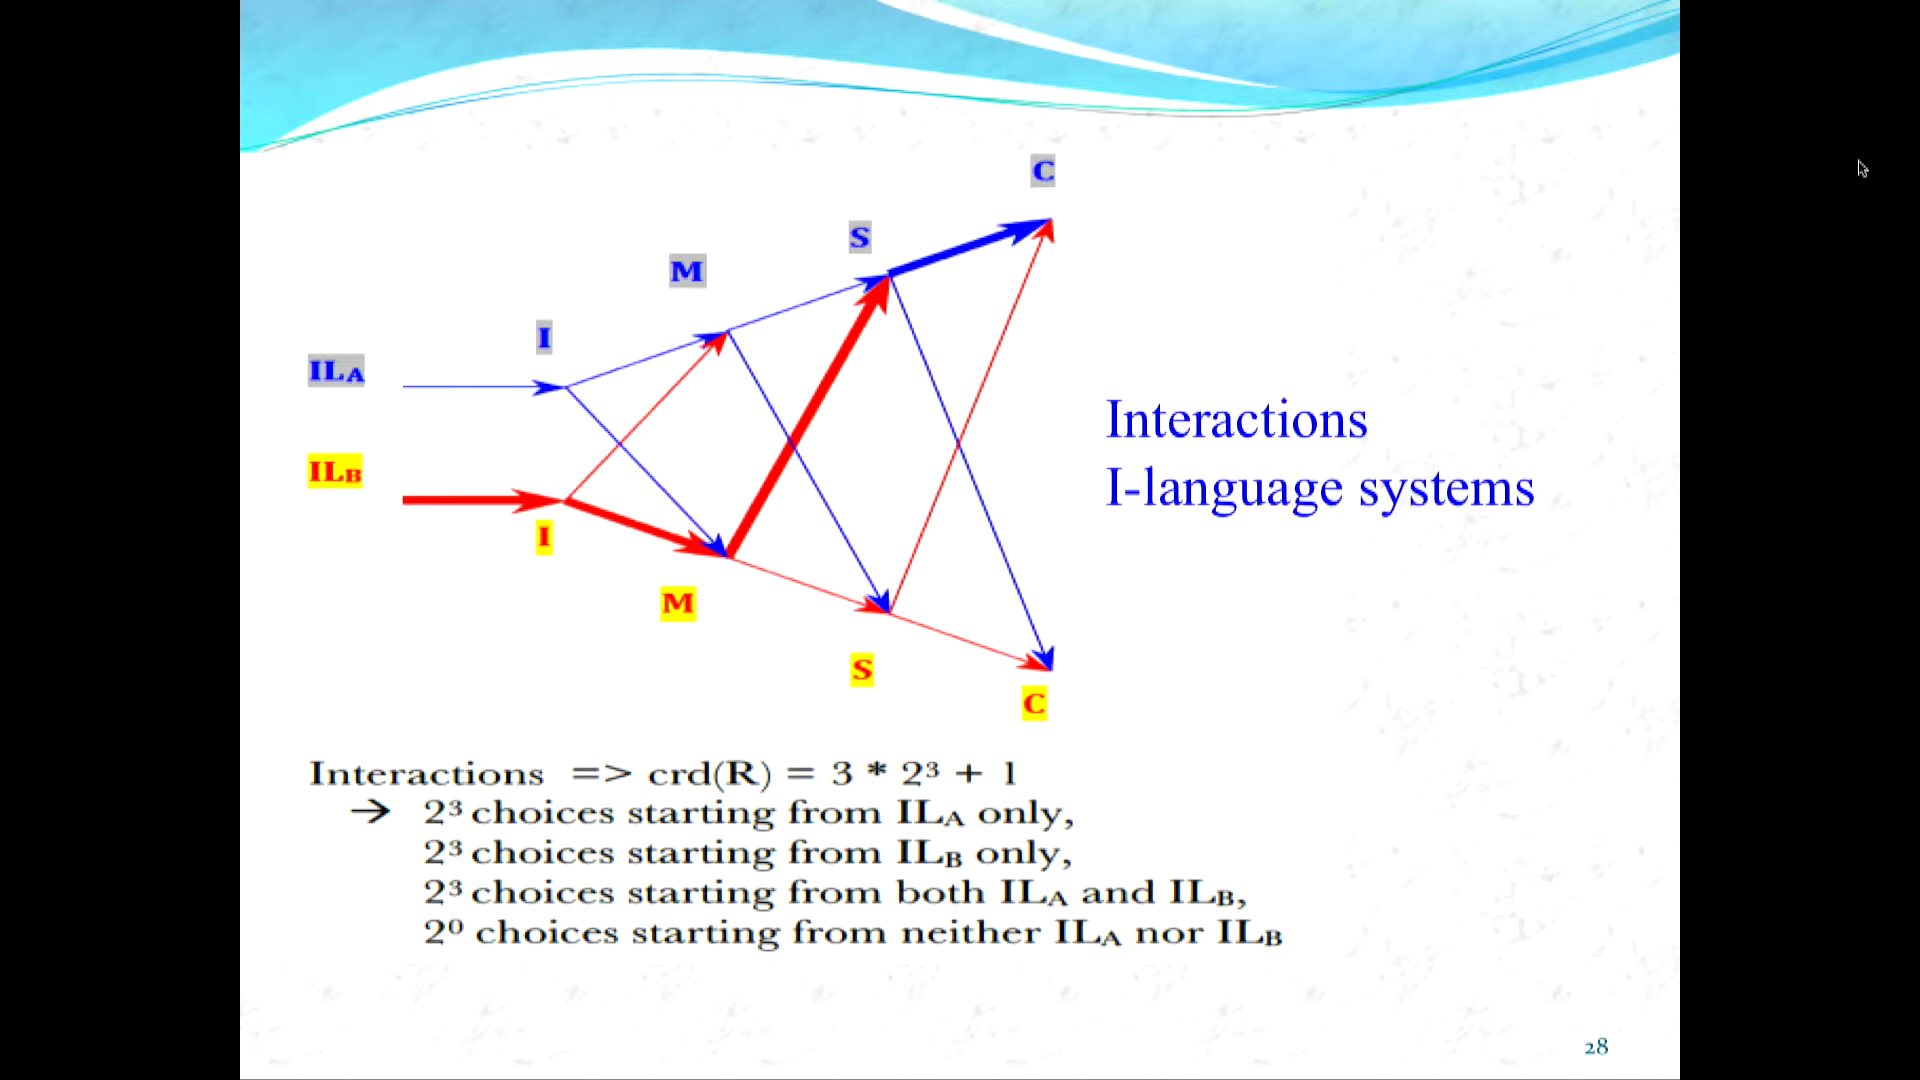 C
S
M
I
ILA
ILB
I
M
S
C
Interactions
I-language systems
Interactions => crd(R) = 3 * 2³ + 1
→ 2³ choices starting from ILA only,
2³ choices starting from ILB only,
2³ choices starting from both ILA and ILB,
2⁰ choices starting from neither ILA nor ILB
28